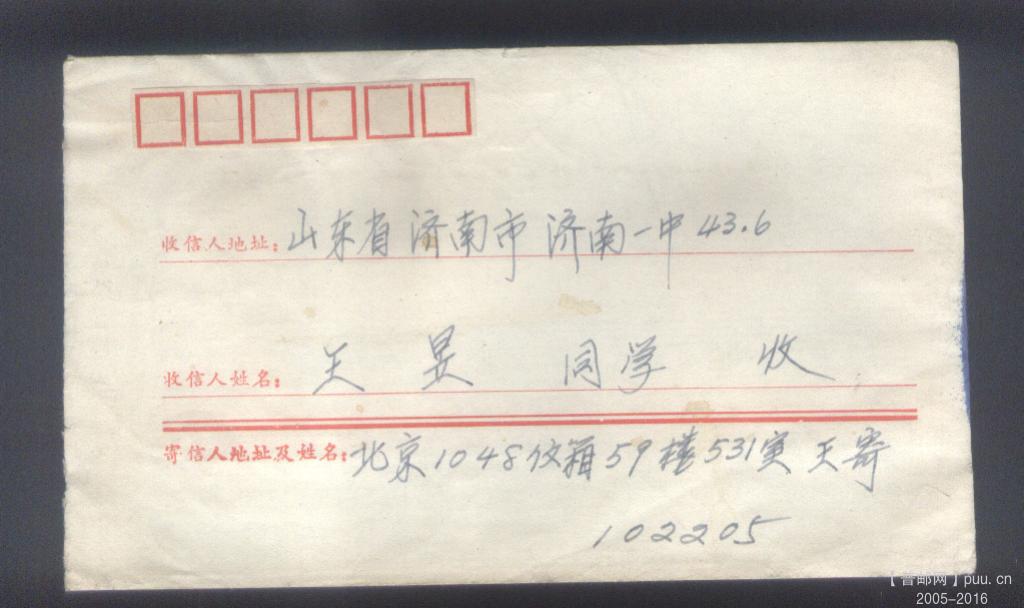 收信人地址：山东省济南市济南一中43.6
收信人姓名：王昱同学 收
寄信人地址及姓名：北京1048信箱59楼531室 王寄
102205
【普邮网】puu.cn
2005-2016